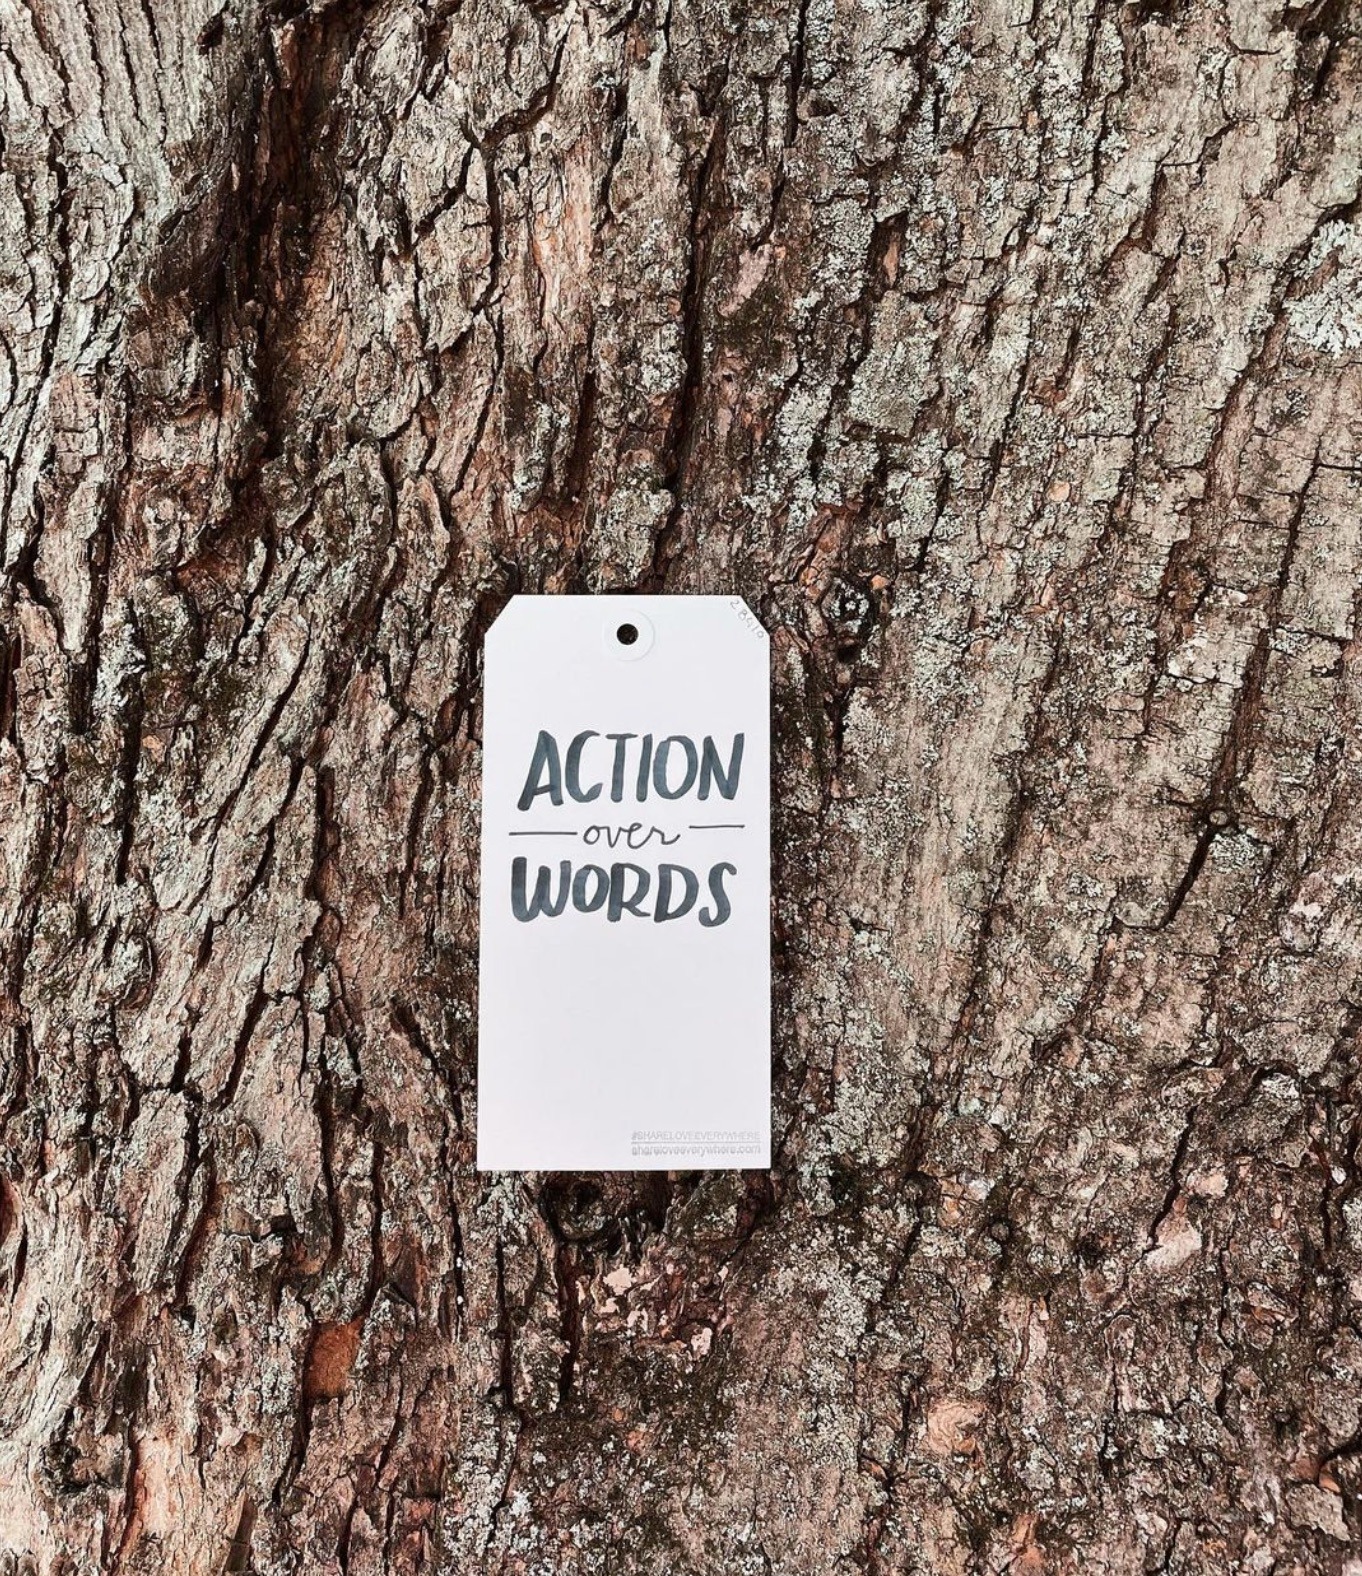 ACTION
over
WORDS
#SHARELOVEEVERYWHERE
shareloveeverywhere.com